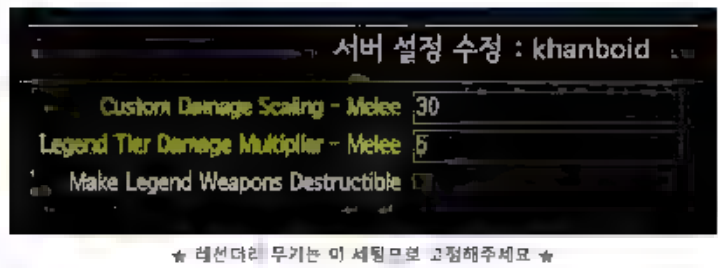 서버 설정 수정 : khanboid
Custom Damage Scaling - Melee 30
Legend Tier Damage Multiplier - Melee 5
Make Legend Weapons Destructible
★ 레전더리 무기는 이 세팅으로 고정해주세요 ★